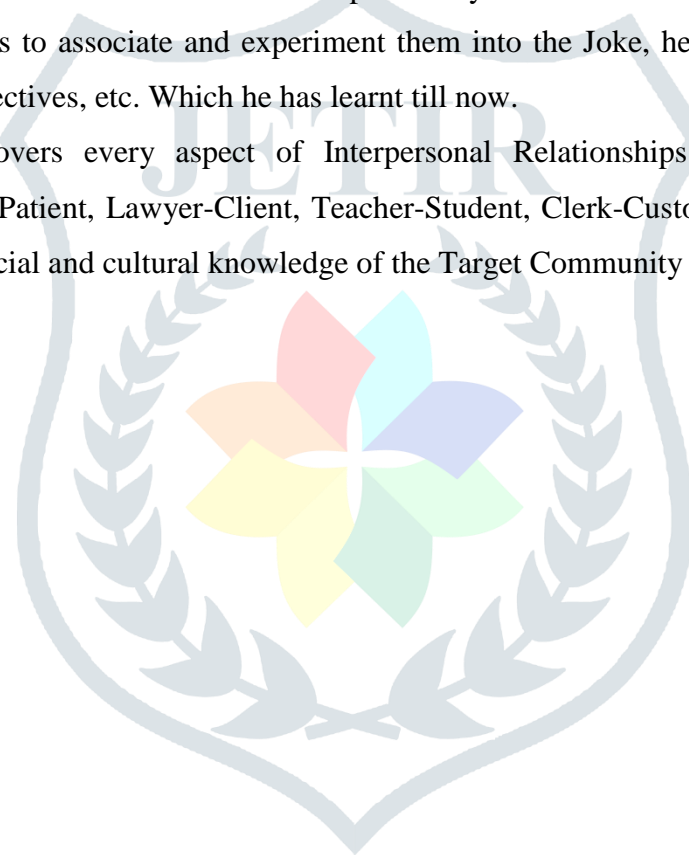 s to associate and experiment them into the Joke, he
ectives, etc. Which he has learnt till now.
overs every aspect of Interpersonal Relationships
Patient, Lawyer-Client, Teacher-Student, Clerk-Custo
cial and cultural knowledge of the Target Community
JETIR